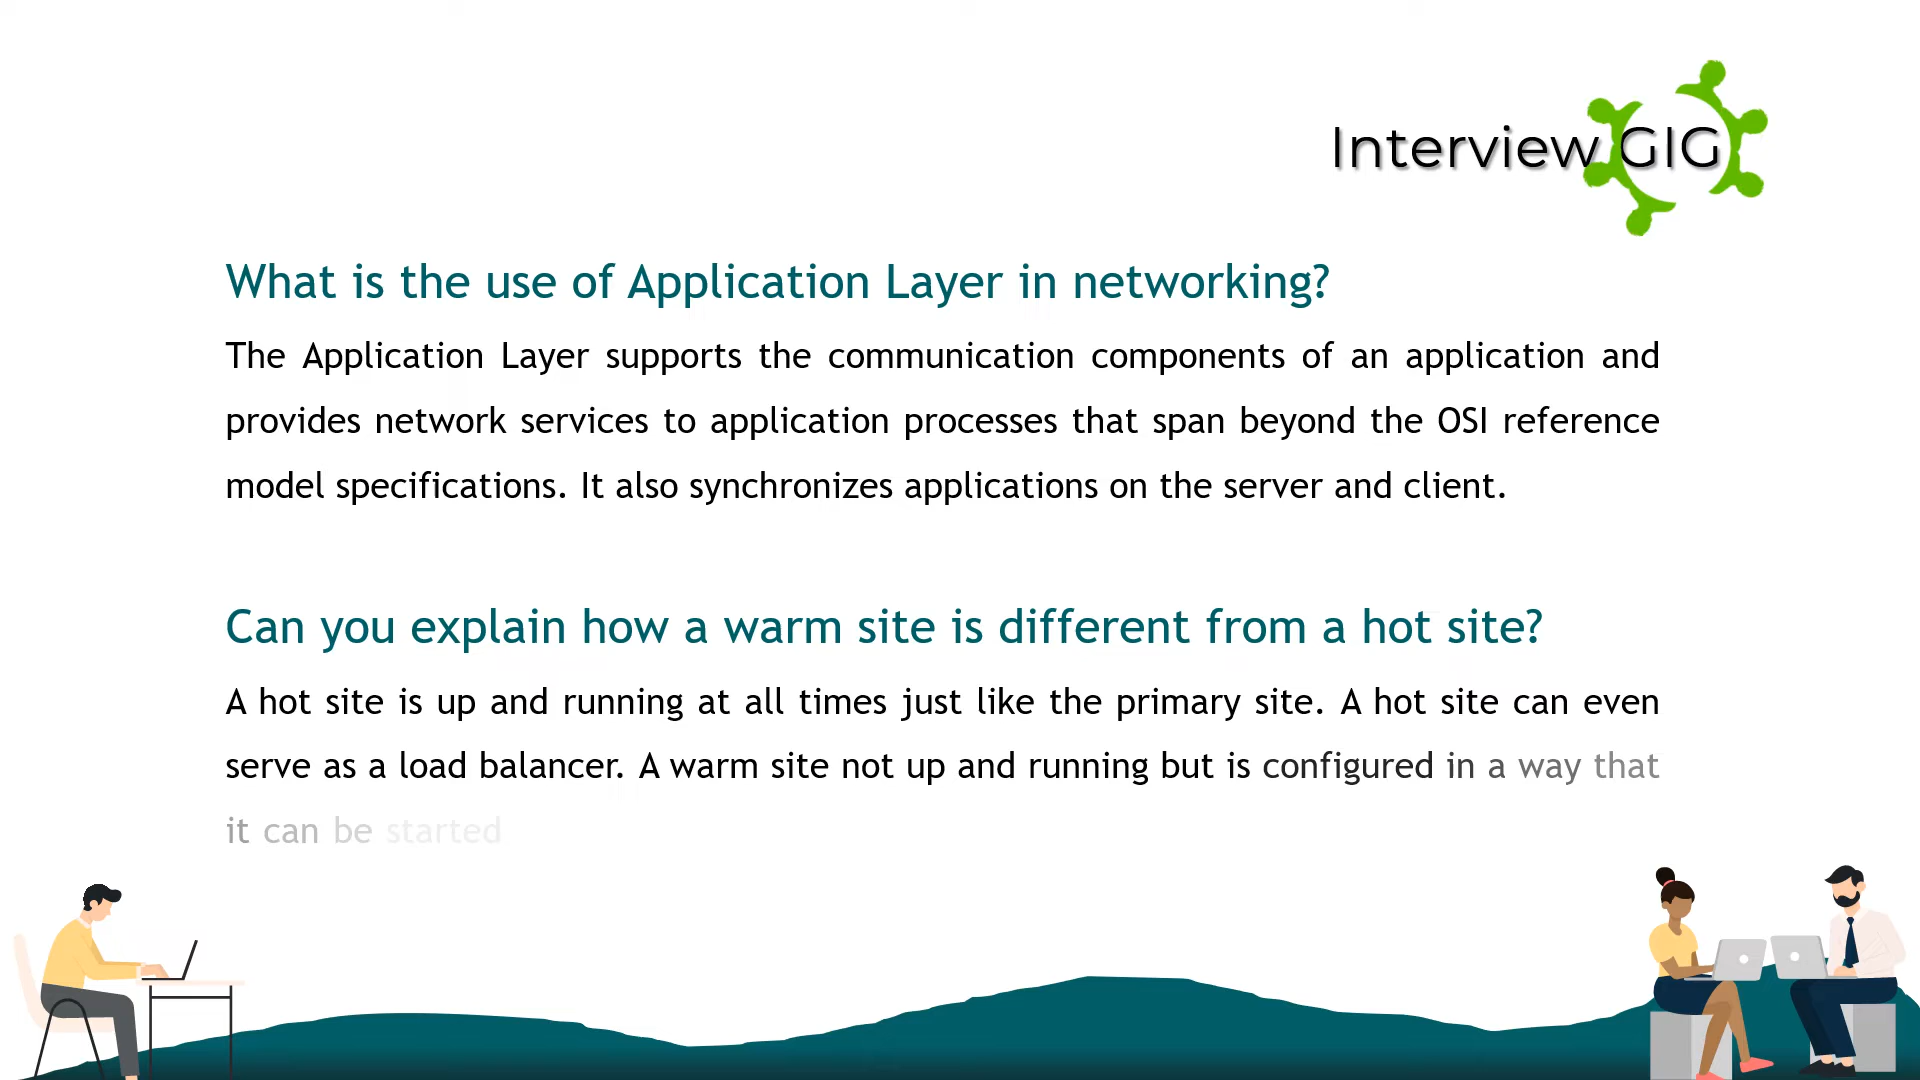 Interview GIG
What is the use of Application Layer in networking?
The Application Layer supports the communication components of an application and
provides network services to application processes that span beyond the OSI reference
model specifications. It also synchronizes applications on the server and client.
Can you explain how a warm site is different from a hot site?
A hot site is up and running at all times just like the primary site. A hot site can even
serve as a load balancer. A warm site not up and running but is configured in a way that
it can be started